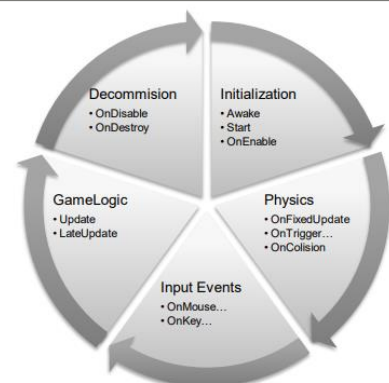 Decommision
• OnDisable
• OnDestroy
Initialization
• Awake
• Start
• OnEnable
GameLogic
• Update
• LateUpdate
Physics
• OnFixedUpdate
• OnTrigger…
• OnColision
Input Events
• OnMouse…
• OnKey…